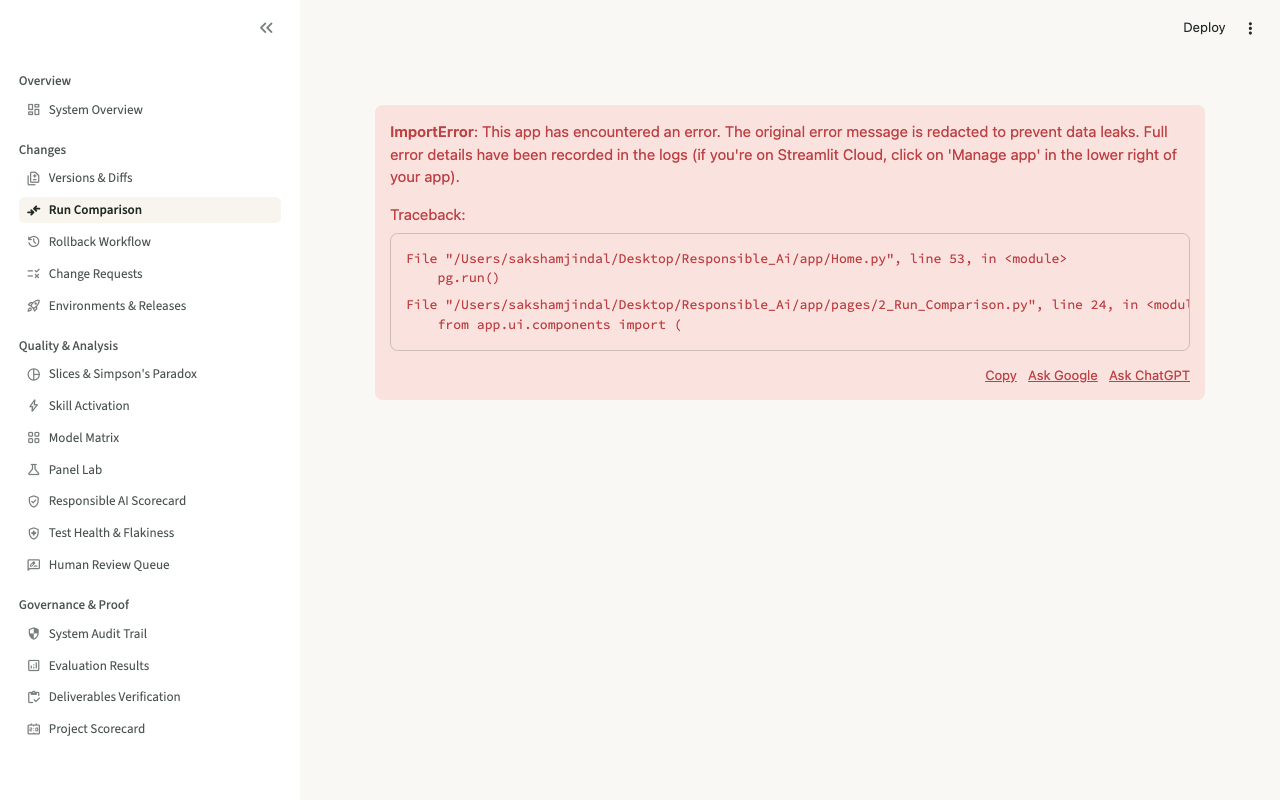 Deploy
Overview
System Overview
Changes
Versions & Diffs
Run Comparison
Rollback Workflow
Change Requests
Environments & Releases
Quality & Analysis
Slices & Simpson's Paradox
Skill Activation
Model Matrix
Panel Lab
Responsible AI Scorecard
Test Health & Flakiness
Human Review Queue
Governance & Proof
System Audit Trail
Evaluation Results
Deliverables Verification
Project Scorecard
ImportError: This app has encountered an error. The original error message is redacted to prevent data leaks. Full
error details have been recorded in the logs (if you're on Streamlit Cloud, click on 'Manage app' in the lower right of
your app).
Traceback:
File "/Users/sakshamjindal/Desktop/Responsible_Ai/app/Home.py", line 53, in <module>
pg.run()
File "/Users/sakshamjindal/Desktop/Responsible_Ai/app/pages/2_Run_Comparison.py", line 24, in <modul
from app.ui.components import (
Copy Ask Google Ask ChatGPT